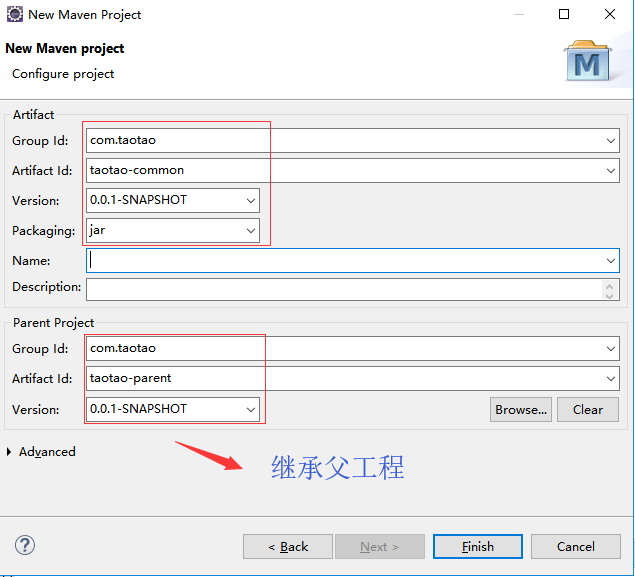 New Maven Project
New Maven project
Configure project
M
Artifact
Group Id: com.taotao
Artifact Id: taotao-common
Version: 0.0.1-SNAPSHOT
Packaging: jar
Name:
Description:
Parent Project
Group Id: com.taotao
Artifact Id: taotao-parent
Version: 0.0.1-SNAPSHOT Browse... Clear
Advanced
继承父工程
? < Back Next > Finish Cancel